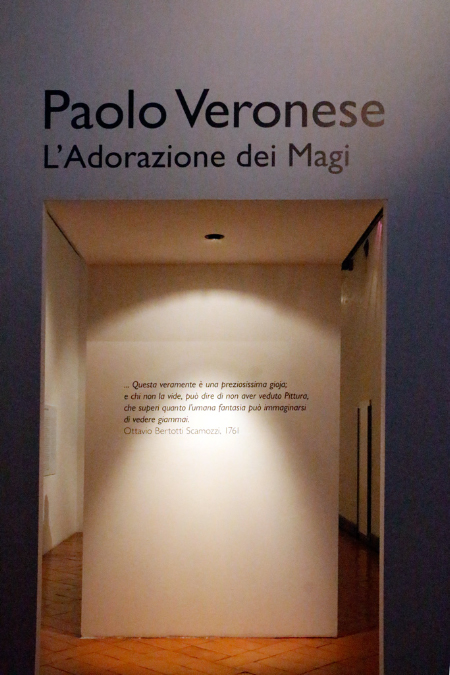 Paolo Veronese
L'Adorazione dei Magi
... Questa veramente è una preziosissima gioja;
e chi non la vide, può dire di non aver veduto Pittura,
che superi quanto l'umana fantasia può immaginarsi
di vedere giammai.
Ottavio Bertotti Scamozzi, 1761